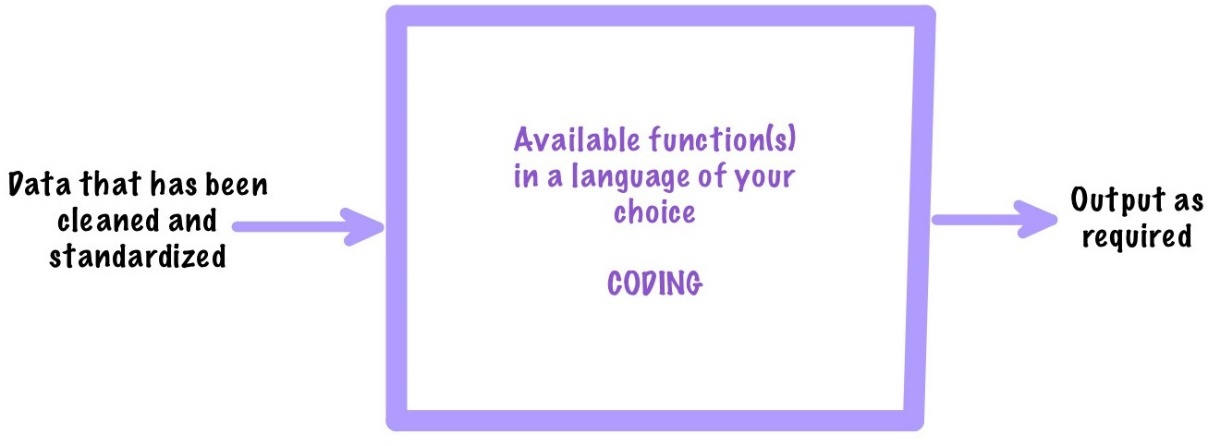 Data that has been
cleaned and
standardized
Available function(s)
in a language of your
choice
CODING
Output as
required